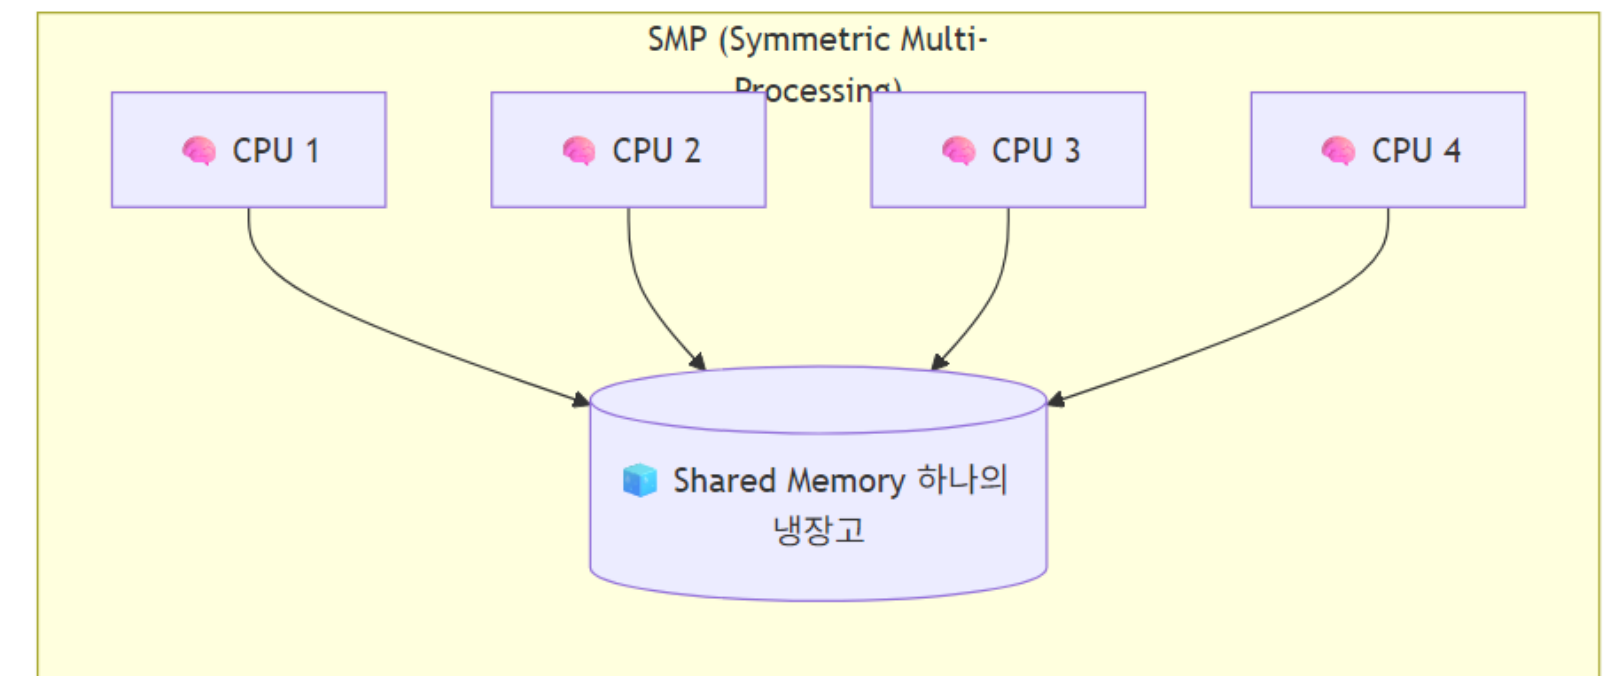 SMP (Symmetric Multi-
Processing)
CPU 1
CPU 2
CPU 3
CPU 4
Shared Memory 하나의
냉장고